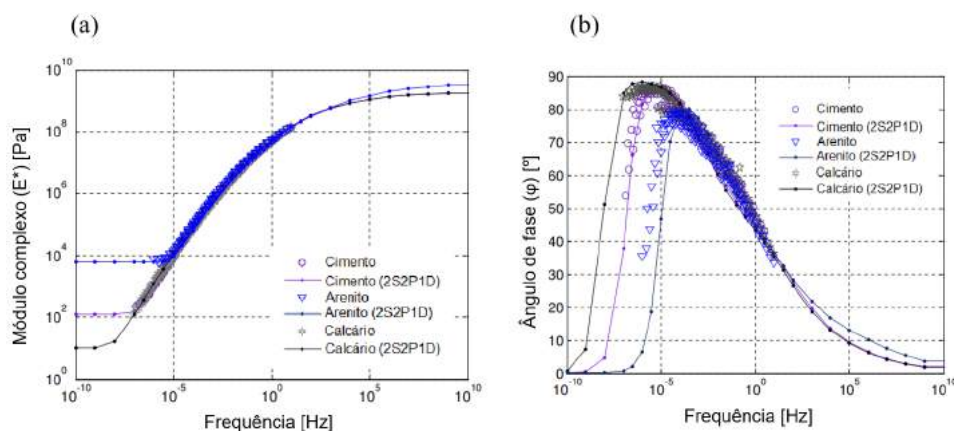 (a)
(b)
Módulo complexo (E*) [Pa]
10^10
10^8
10^6
10^4
10^2
10^0
Cimento
Cimento (2S2P1D)
Arenito
Arenito (2S2P1D)
Calcário
Calcário (2S2P1D)
10^-10
10^-5
10^0
10^5
10^10
Frequência [Hz]
Ângulo de fase (φ) [º]
90
80
70
60
50
40
30
20
10
0
Cimento
Cimento (2S2P1D)
Arenito
Arenito (2S2P1D)
Calcário
Calcário (2S2P1D)
10^-10
10^-5
10^0
10^5
10^10
Frequência [Hz]